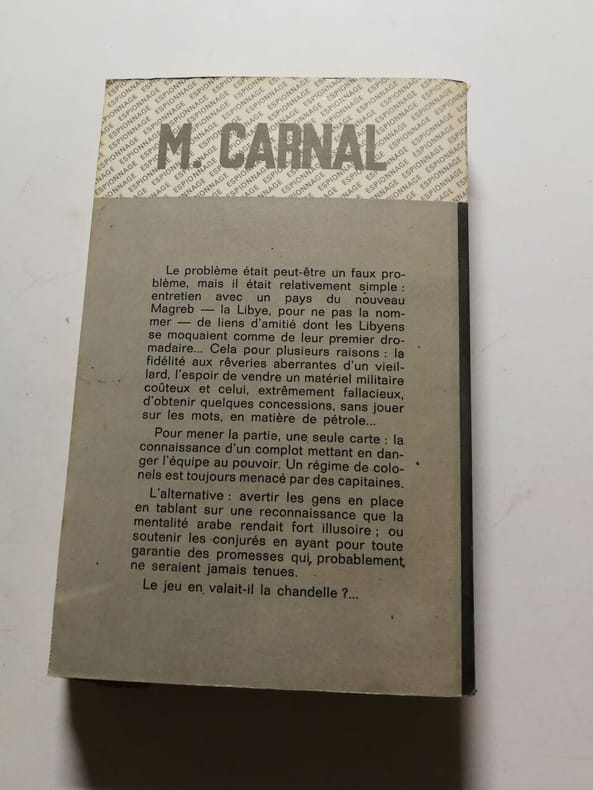 M. CARNAL
Le problème était peut-être un faux pro-
blème, mais il était relativement simple :
entretien avec un pays du nouveau
Magreb — la Libye, pour ne pas la nom-
mer — de liens d'amitié dont les Libyens
se moquaient comme de leur premier dro-
madaire... Cela pour plusieurs raisons : la
fidélité aux rêveries aberrantes d'un vieil-
lard, l'espoir de vendre un matériel militaire
coûteux et celui, extrêmement fallacieux,
d'obtenir quelques concessions, sans jouer
sur les mots, en matière de pétrole...
Pour mener la partie, une seule carte : la
connaissance d'un complot mettant en dan-
ger l'équipe au pouvoir. Un régime de colo-
nels est toujours menacé par des capitaines.
L'alternative : avertir les gens en place
en tablant sur une reconnaissance que la
mentalité arabe rendait fort illusoire ; ou
soutenir les conjurés en ayant pour toute
garantie des promesses qui, probablement,
ne seraient jamais tenues.
Le jeu en valait-il la chandelle ?...